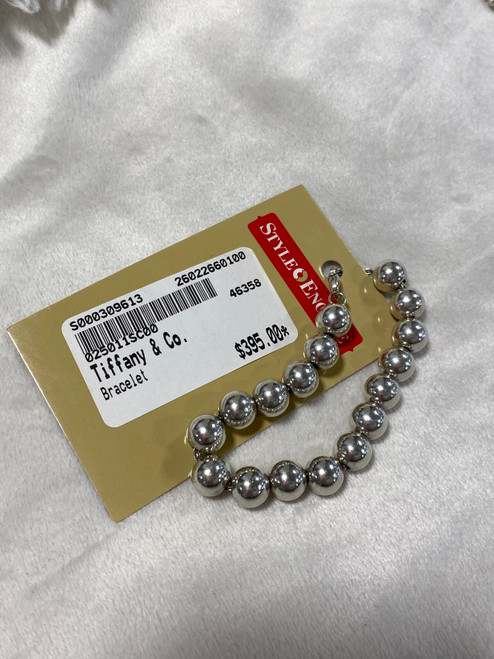 S000309613
26022660100
025011SC00
46358
Tiffany & Co.
Bracelet
$395.00*
STYLE ENC